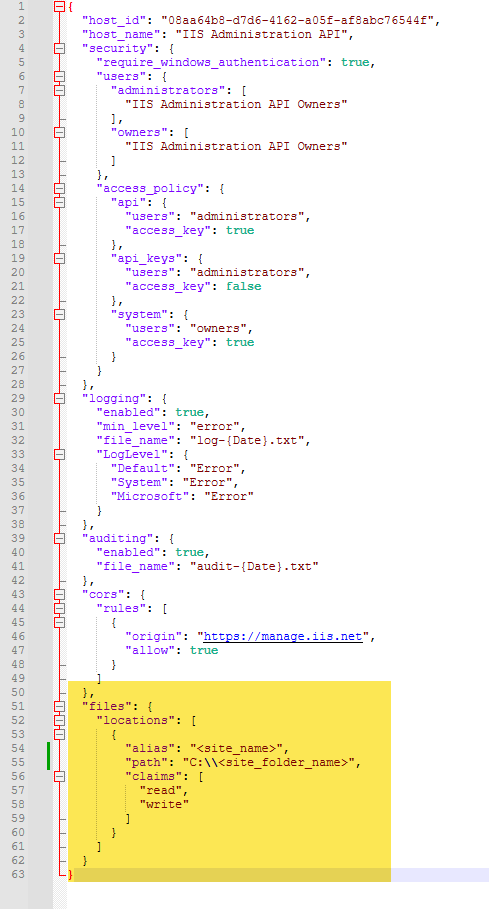 1 {
2 "host_id": "08aa64b8-d7d6-4162-a05f-af8abc76544f",
3 "host_name": "IIS Administration API",
4 "security": {
5 "require_windows_authentication": true,
6 "users": {
7 "administrators": [
8 "IIS Administration API Owners"
9 ],
10 "owners": [
11 "IIS Administration API Owners"
12 ]
13 },
14 "access_policy": {
15 "api": {
16 "users": "administrators",
17 "access_key": true
18 },
19 "api_keys": {
20 "users": "administrators",
21 "access_key": false
22 },
23 "system": {
24 "users": "owners",
25 "access_key": true
26 }
27 }
28 },
29 "logging": {
30 "enabled": true,
31 "min_level": "error",
32 "file_name": "log-{Date}.txt",
33 "LogLevel": {
34 "Default": "Error",
35 "System": "Error",
36 "Microsoft": "Error"
37 }
38 },
39 "auditing": {
40 "enabled": true,
41 "file_name": "audit-{Date}.txt"
42 },
43 "cors": {
44 "rules": [
45 {
46 "origin": "https://manage.iis.net",
47 "allow": true
48 }
49 ]
50 },
51 "files": {
52 "locations": [
53 {
54 "alias": "<site_name>",
55 "path": "C:\\<site_folder_name>",
56 "claims": [
57 "read",
58 "write"
59 ]
60 }
61 ]
62 }
63 }